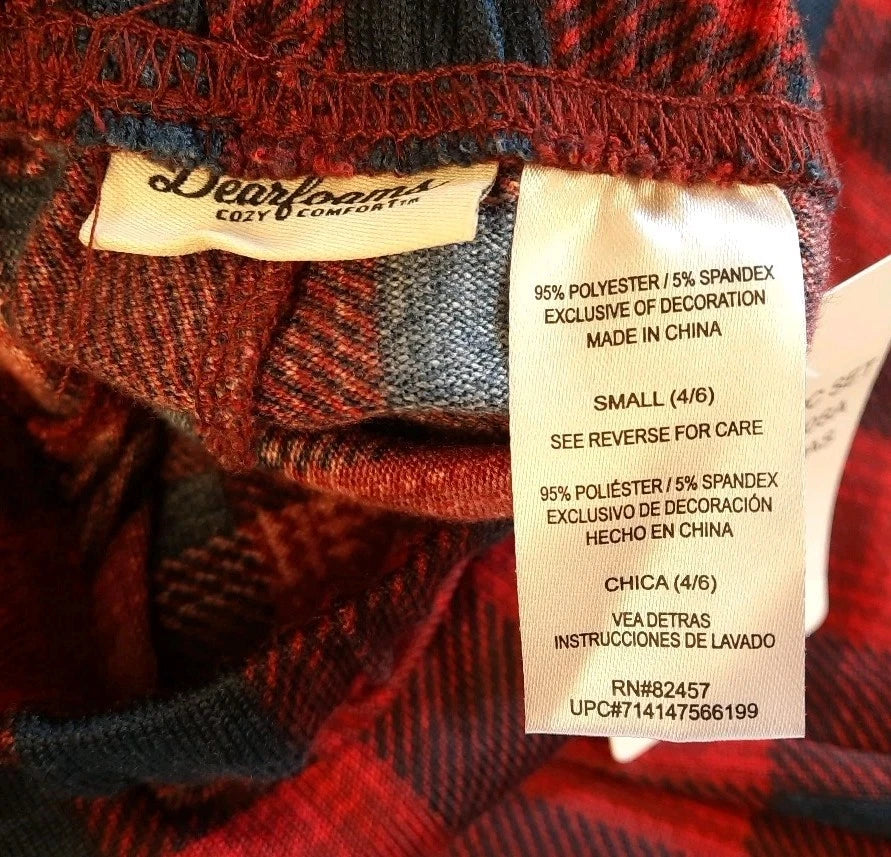 Dearfoams
COZY COMFORT™
95% POLYESTER / 5% SPANDEX
EXCLUSIVE OF DECORATION
MADE IN CHINA
SMALL (4/6)
SEE REVERSE FOR CARE
95% POLIÉSTER / 5% SPANDEX
EXCLUSIVO DE DECORACIÓN
HECHO EN CHINA
CHICA (4/6)
VEA DETRAS
INSTRUCCIONES DE LAVADO
RN#82457
UPC#714147566199
SET